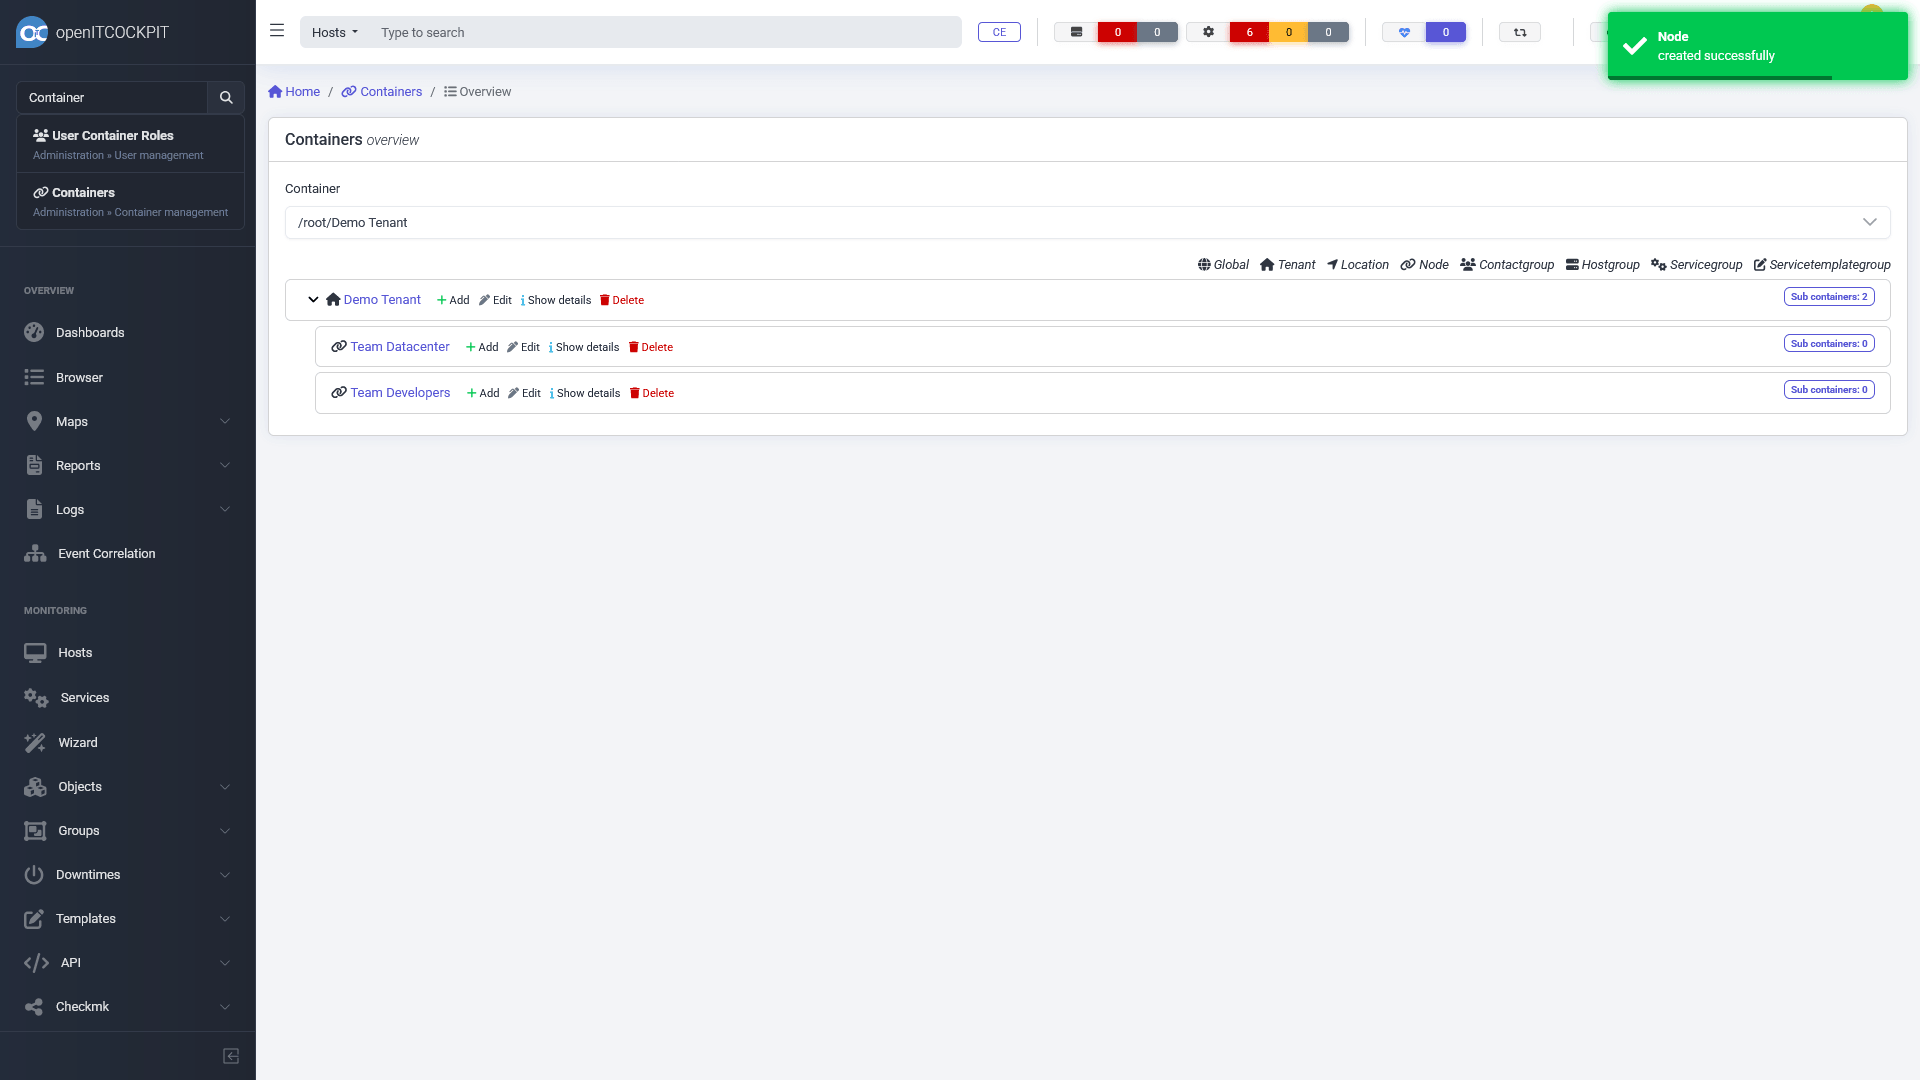 openITCOCKPIT
Container
User Container Roles
Administration » User management
Containers
Administration » Container management
OVERVIEW
Dashboards
Browser
Maps
Reports
Logs
Event Correlation
MONITORING
Hosts
Services
Wizard
Objects
Groups
Downtimes
Templates
API
Checkmk
Hosts Type to search CE 0 0 6 0 0 0
Node
created successfully
Home / Containers / Overview
Containers overview
Container
/root/Demo Tenant
Global Tenant Location Node Contactgroup Hostgroup Servicegroup Servicetemplategroup
Demo Tenant Add Edit Show details Delete Sub containers: 2
Team Datacenter Add Edit Show details Delete Sub containers: 0
Team Developers Add Edit Show details Delete Sub containers: 0